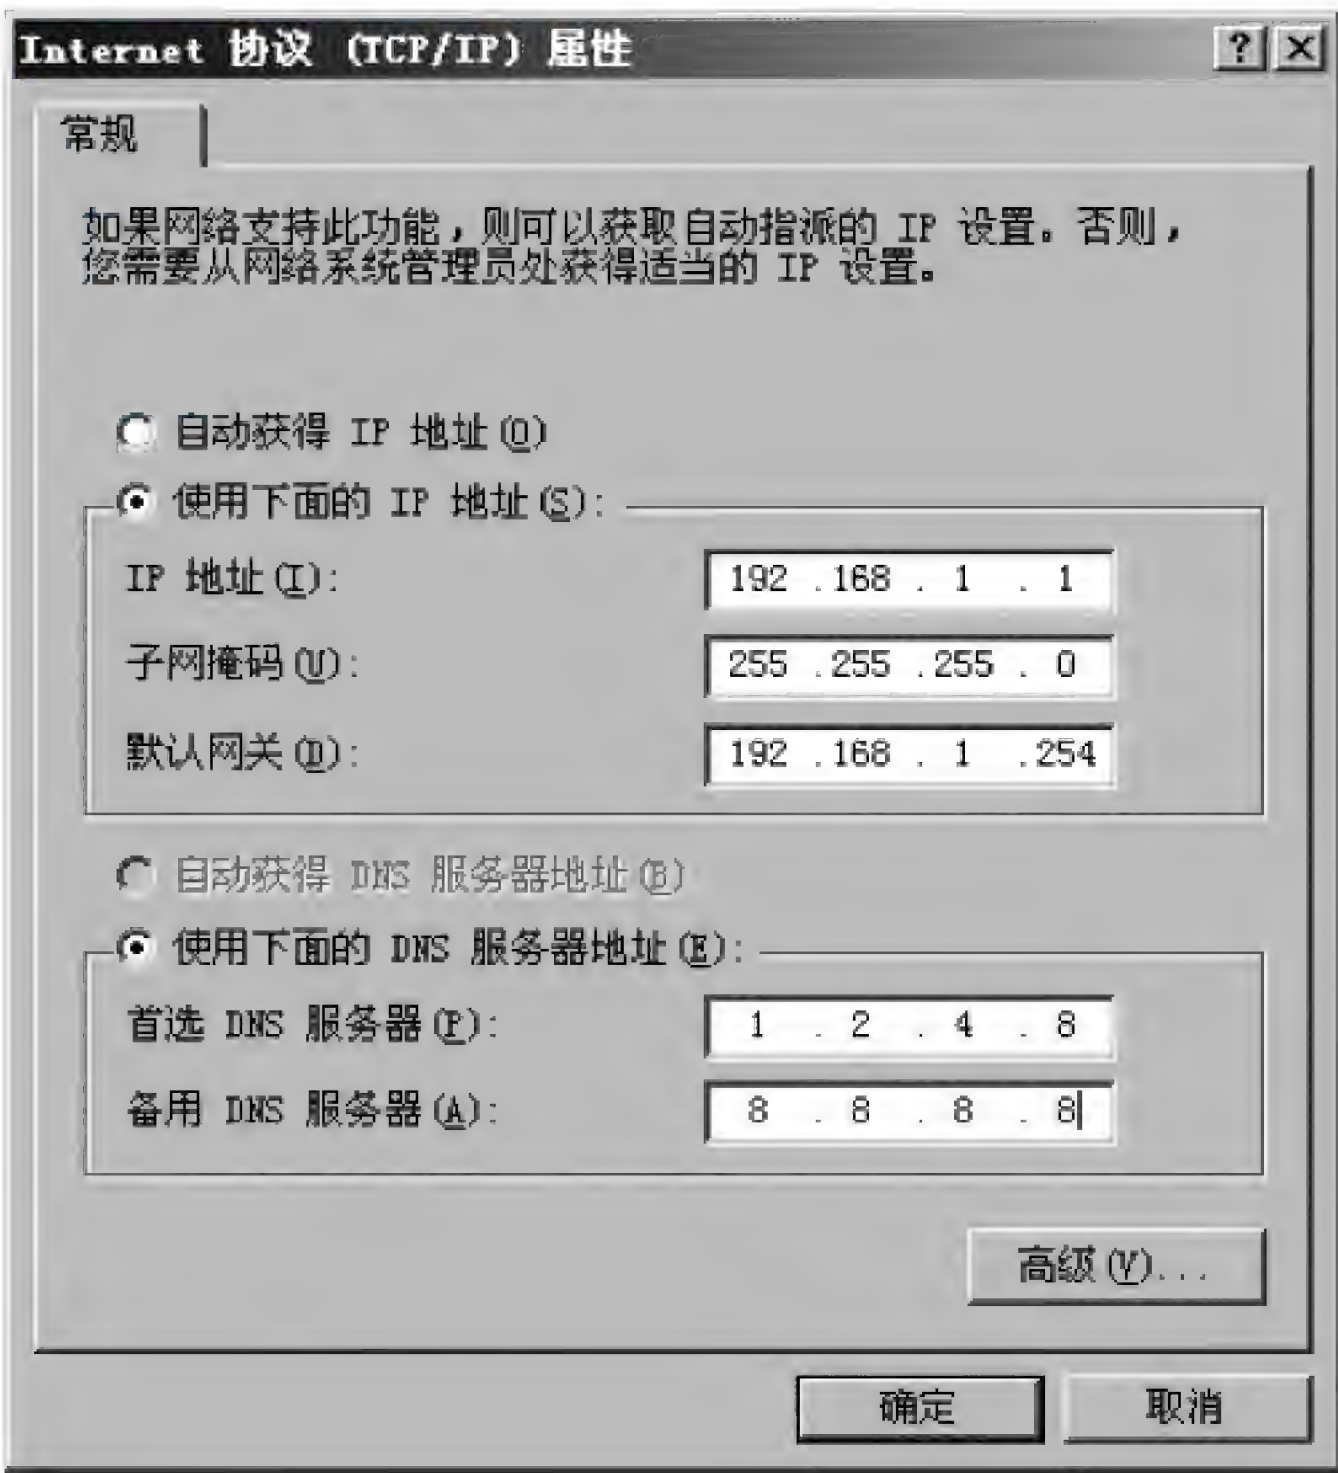 Internet 协议 (TCP/IP) 属性
常规
如果网络支持此功能，则可以获取自动指派的 IP 设置。否则，
您需要从网络系统管理员处获得适当的 IP 设置。
自动获得 IP 地址(O)
使用下面的 IP 地址(S):
IP 地址(I): 192 .168 . 1 . 1
子网掩码(U): 255 .255 .255 . 0
默认网关(D): 192 .168 . 1 .254
自动获得 DNS 服务器地址(B)
使用下面的 DNS 服务器地址(E):
首选 DNS 服务器(P): 1 . 2 . 4 . 8
备用 DNS 服务器(A): 8 . 8 . 8 . 8
高级(V)...
确定 取消